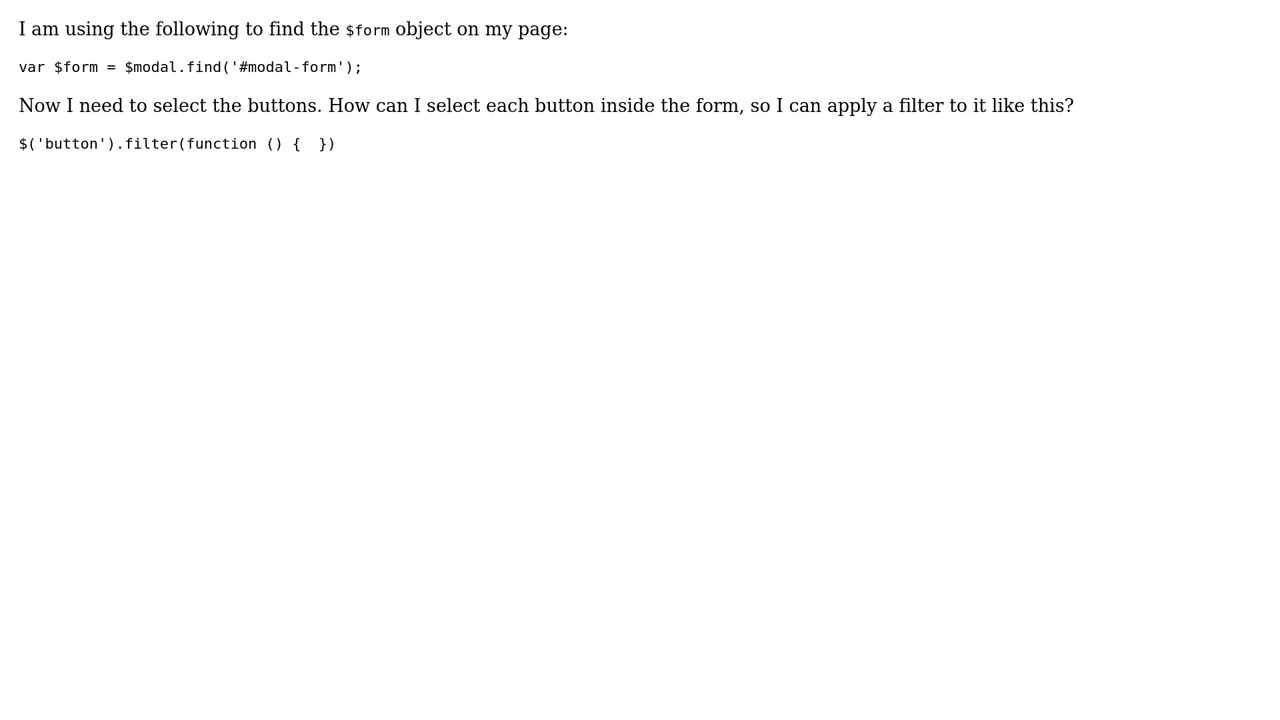 I am using the following to find the $form object on my page:
var $form = $modal.find('#modal-form');
Now I need to select the buttons. How can I select each button inside the form, so I can apply a filter to it like this?
$('button').filter(function () {  })